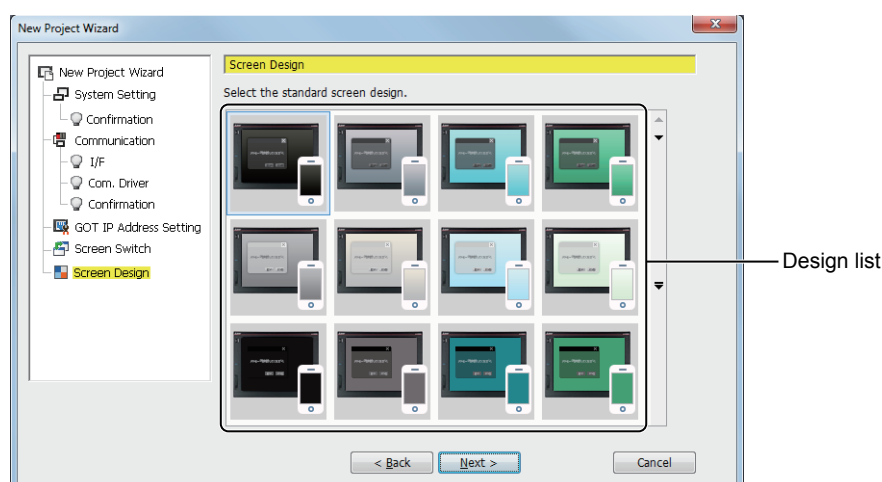 New Project Wizard
x
New Project Wizard
System Setting
Confirmation
Communication
I/F
Com. Driver
Confirmation
GOT IP Address Setting
Screen Switch
Screen Design
Screen Design
Select the standard screen design.
Design list
< Back
Next >
Cancel